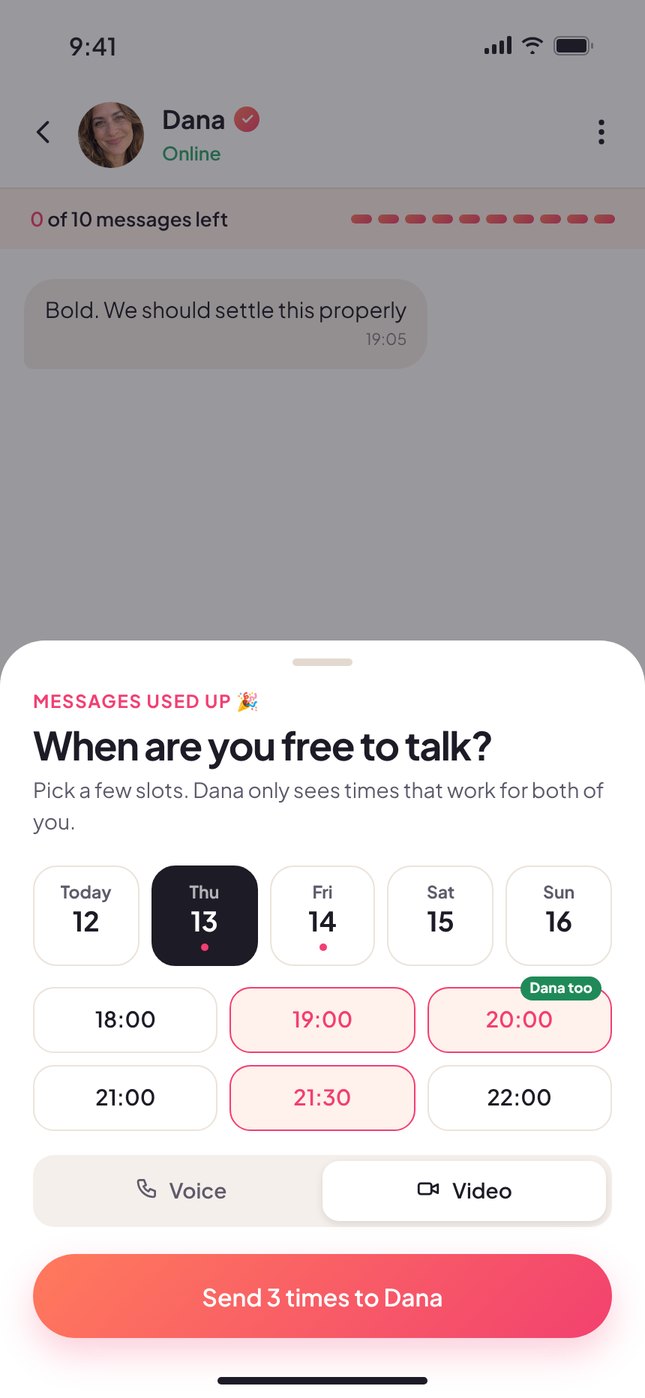 9:41
Dana
Online
0 of 10 messages left
Bold. We should settle this properly
19:05
MESSAGES USED UP 🎉
When are you free to talk?
Pick a few slots. Dana only sees times that work for both of
you.
Today Thu Fri Sat Sun
12 13 14 15 16
Dana too
18:00 19:00 20:00
21:00 21:30 22:00
Voice Video
Send 3 times to Dana